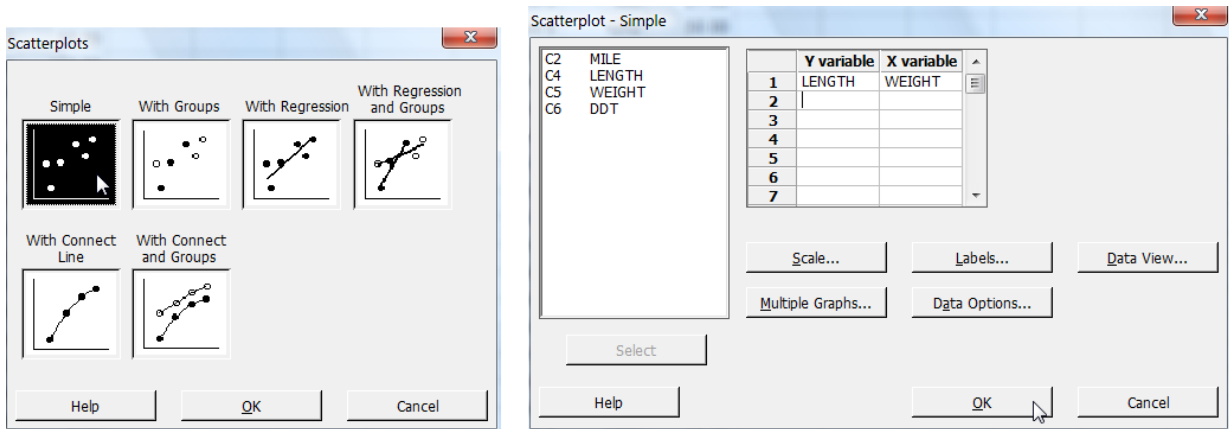 Scatterplots
x
Simple With Groups With Regression With Regression and Groups
With Connect Line With Connect and Groups
Help OK Cancel
Scatterplot - Simple
x
C2 MILE
C4 LENGTH
C5 WEIGHT
C6 DDT
Y variable X variable
1 LENGTH WEIGHT
2
3
4
5
6
7
Scale... Labels... Data View...
Multiple Graphs... Data Options...
Select
Help OK Cancel